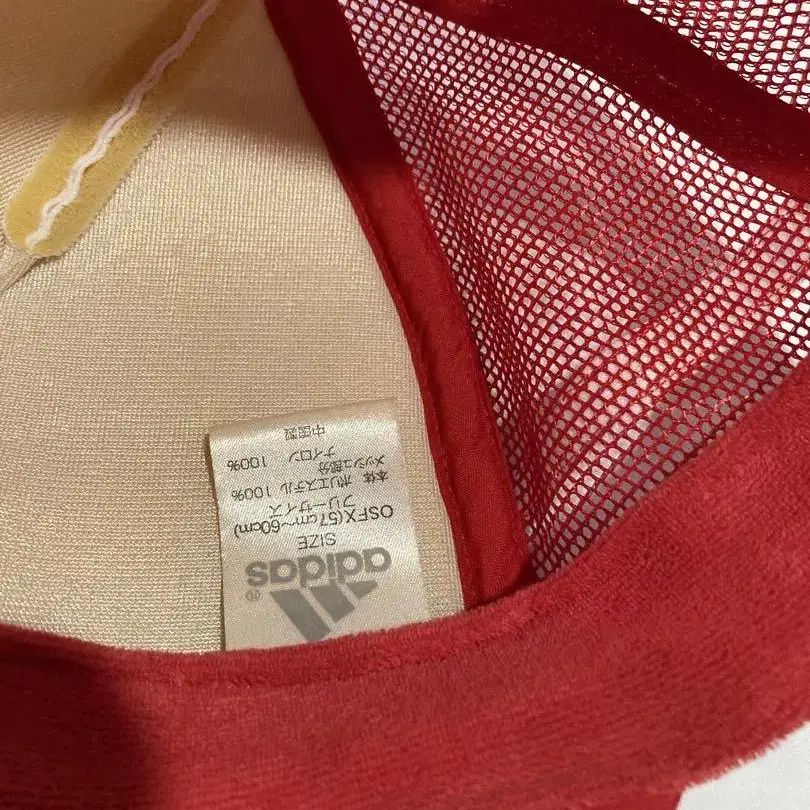 adidas®
SIZE
OSFX(57cm~60cm)
フリーサイズ
本体 ポリエステル 100%
メッシュ部分
ナイロン 100%
中国製